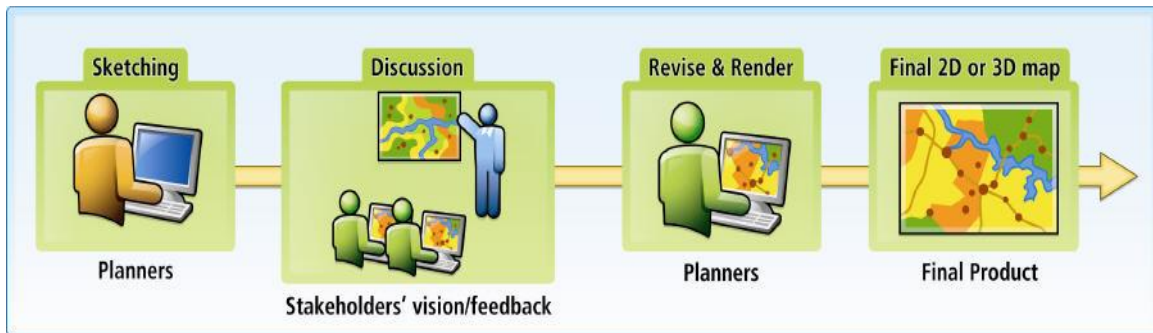 Sketching
Discussion
Revise & Render
Final 2D or 3D map
Planners
Stakeholders’ vision/feedback
Planners
Final Product